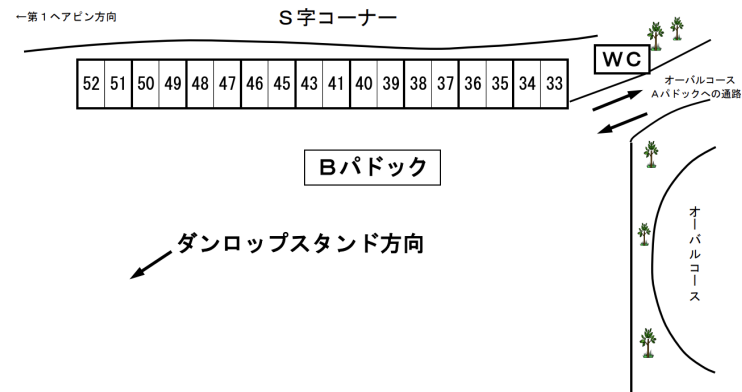 ←第1ヘアピン方向
S字コーナー
WC
オーバルコース
Aパドックへの通路
52 51 50 49 48 47 46 45 43 41 40 39 38 37 36 35 34 33
Bパドック
ダンロップスタンド方向
オーバルコース